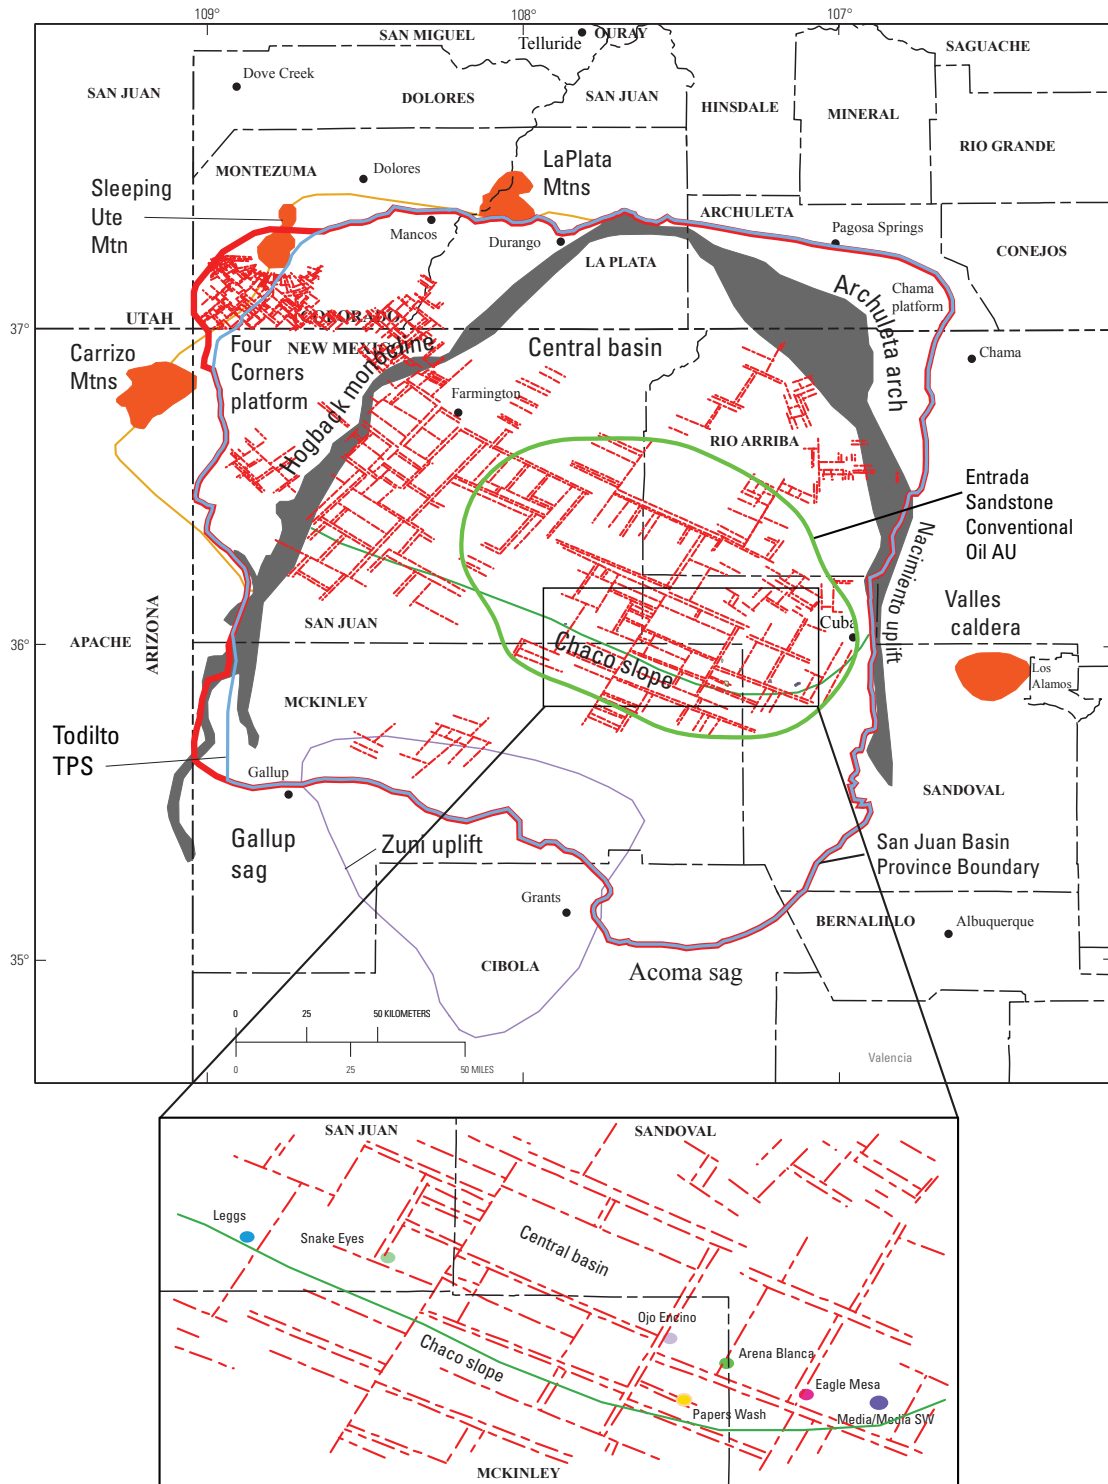 109°
108°
107°
SAN MIGUEL
Telluride
OURAY
SAGUACHE
Dove Creek
SAN JUAN
DOLORES
SAN JUAN
HINSDALE
MINERAL
RIO GRANDE
MONTEZUMA
Dolores
LaPlata
Mtns
Sleeping
Ute
Mtn
ARCHULETA
Mancos
Durango
Pagosa Springs
CONEJOS
LA PLATA
Archuleta arch
Chama
platform
UTAH
COLORADO
37°
NEW MEXICO
Four
Corners
platform
Hogback monocline
Central basin
Chama
Carrizo
Mtns
Farmington
RIO ARRIBA
Entrada
Sandstone
Conventional
Oil AU
Nacimiento uplift
ARIZONA
SAN JUAN
Valles
caldera
Cuba
APACHE
36°
Chaco slope
Los
Alamos
MCKINLEY
Todilto
TPS
Gallup
SANDOVAL
Gallup
sag
Zuni uplift
San Juan Basin
Province Boundary
Grants
BERNALILLO
Albuquerque
35°
CIBOLA
Acoma sag
0 25 50 KILOMETERS
0 25 50 MILES
Valencia
SAN JUAN
SANDOVAL
Leggs
Snake Eyes
Central basin
Ojo Encino
Chaco slope
Arena Blanca
Eagle Mesa
Papers Wash
Media/Media SW
MCKINLEY